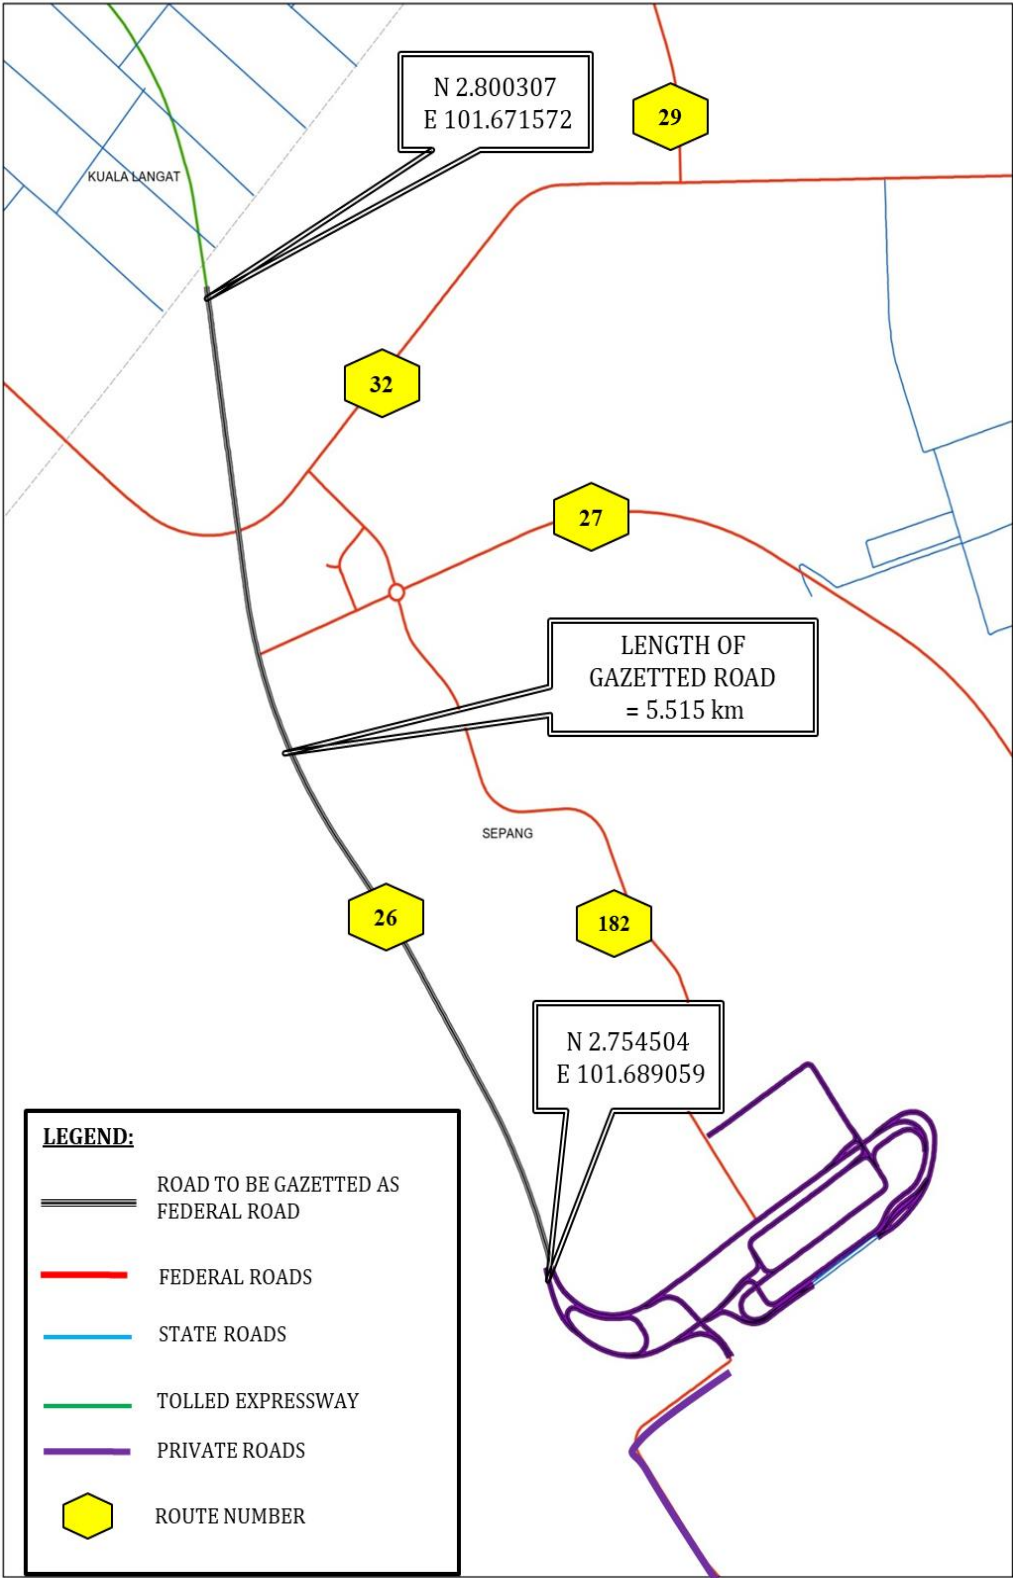 N 2.800307
E 101.671572
29
KUALA LANGAT
32
27
LENGTH OF
GAZETTED ROAD
= 5.515 km
SEPANG
26
182
N 2.754504
E 101.689059
LEGEND:
ROAD TO BE GAZETTED AS
FEDERAL ROAD
FEDERAL ROADS
STATE ROADS
TOLLED EXPRESSWAY
PRIVATE ROADS
ROUTE NUMBER